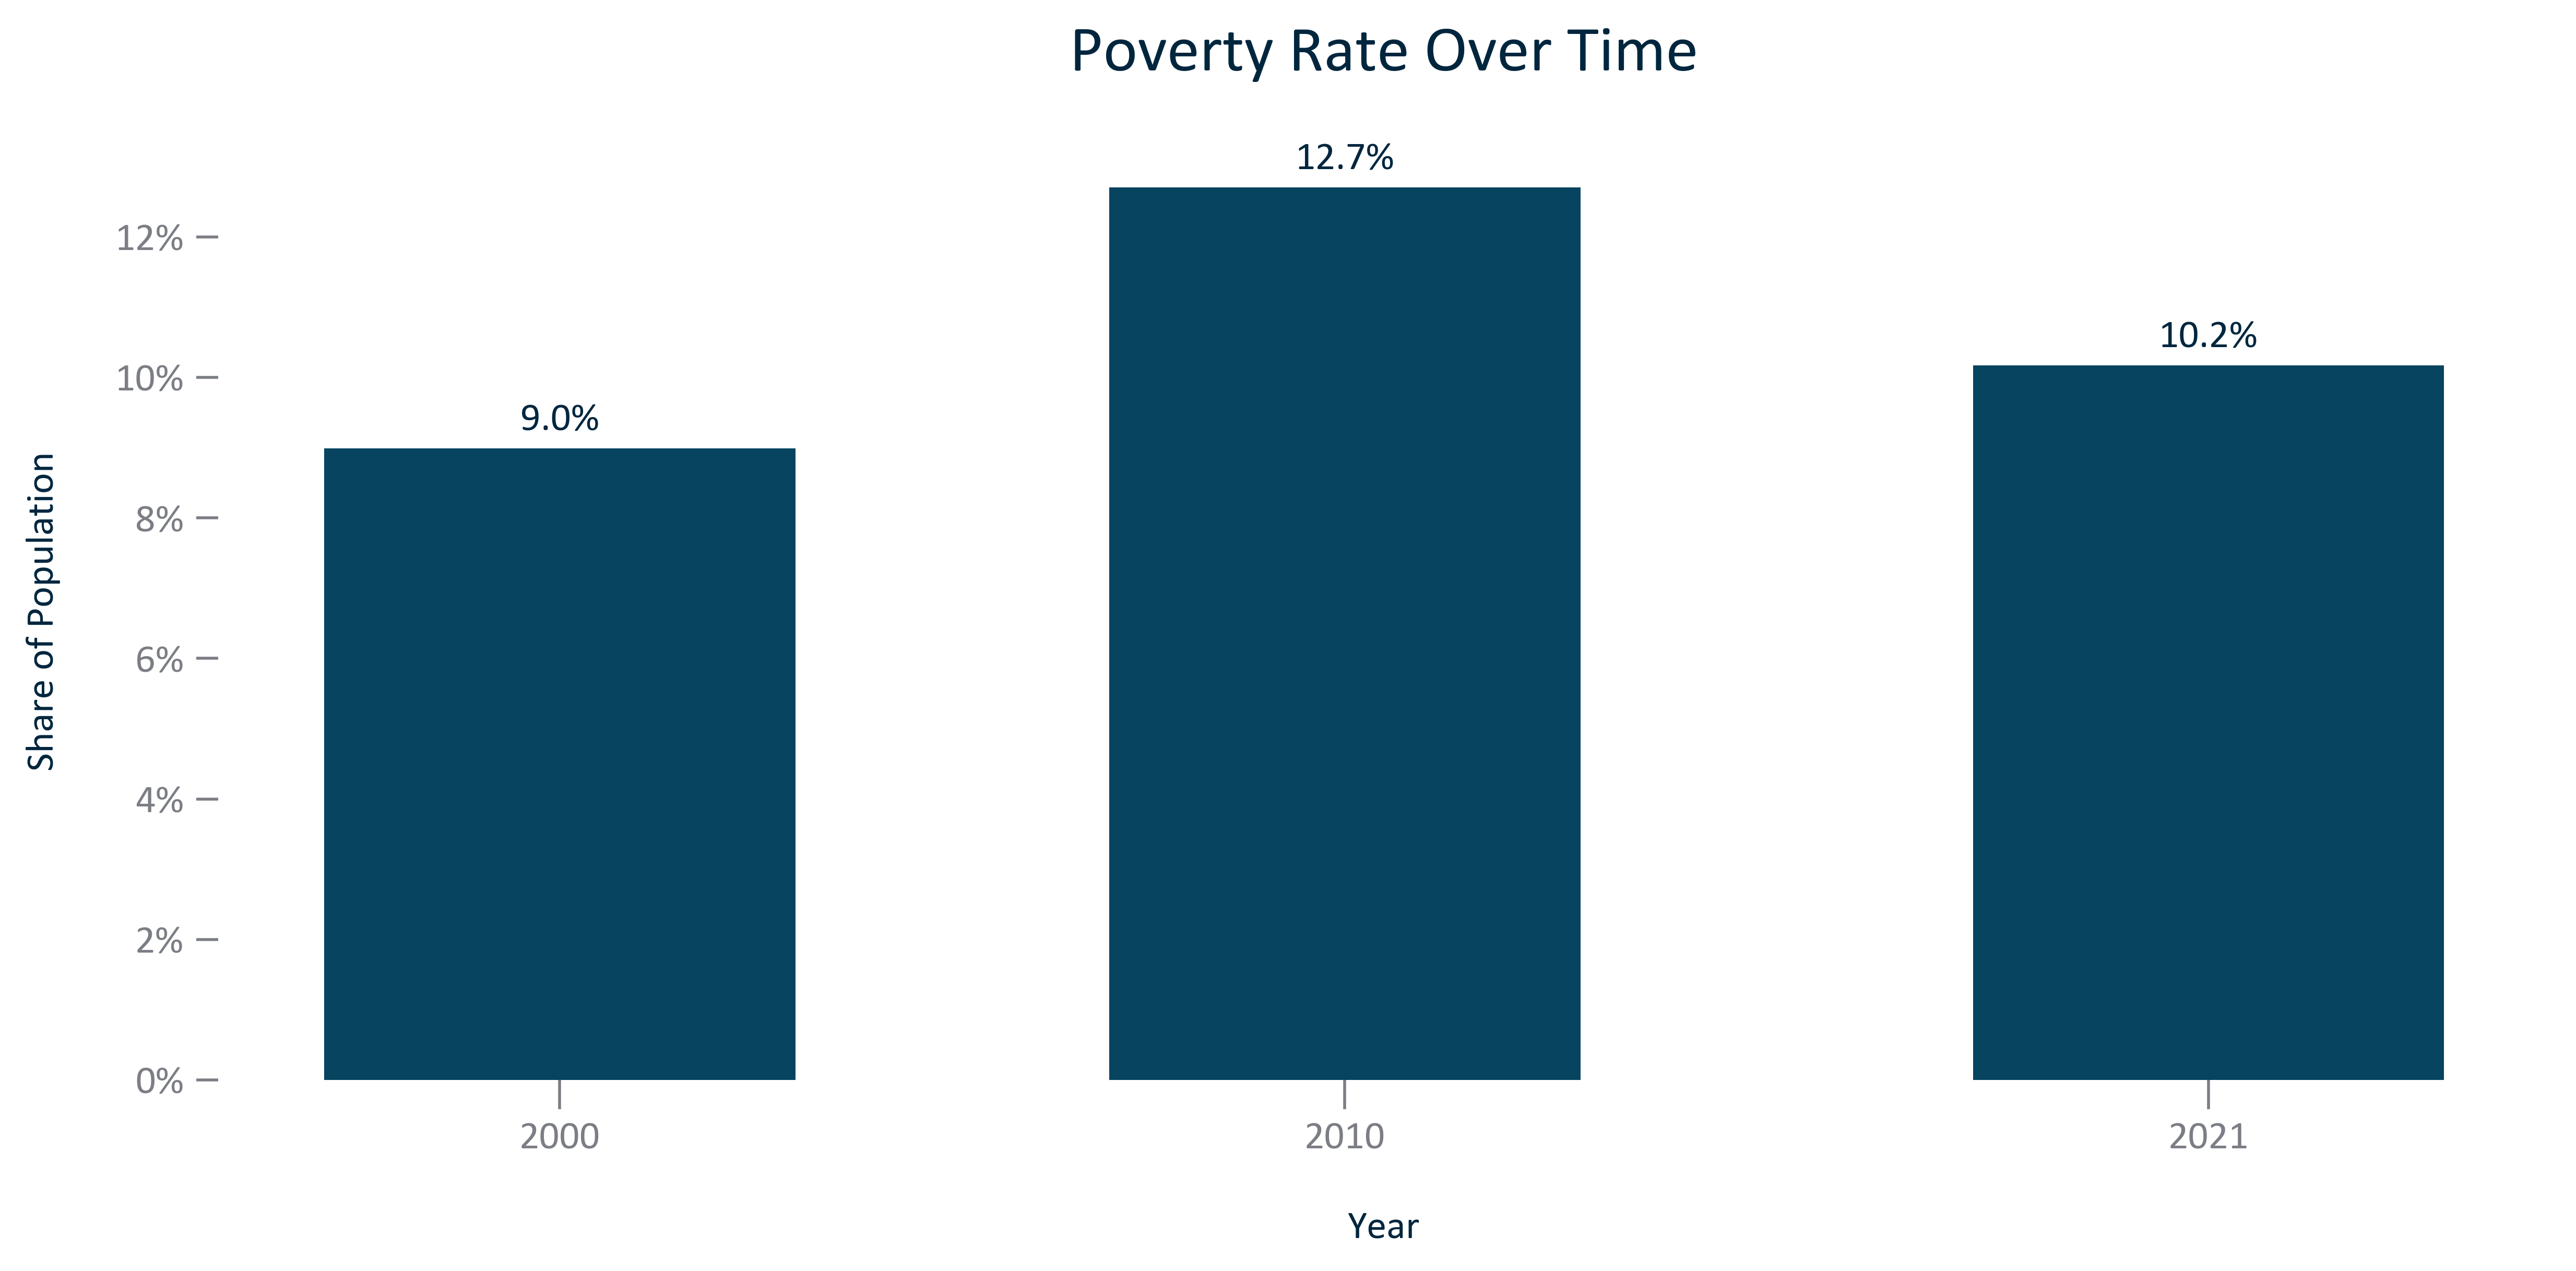 Poverty Rate Over Time
12.7%
12%
10.2%
10%
9.0%
8%
Share of Population
6%
4%
2%
0%
2000 2010 2021
Year